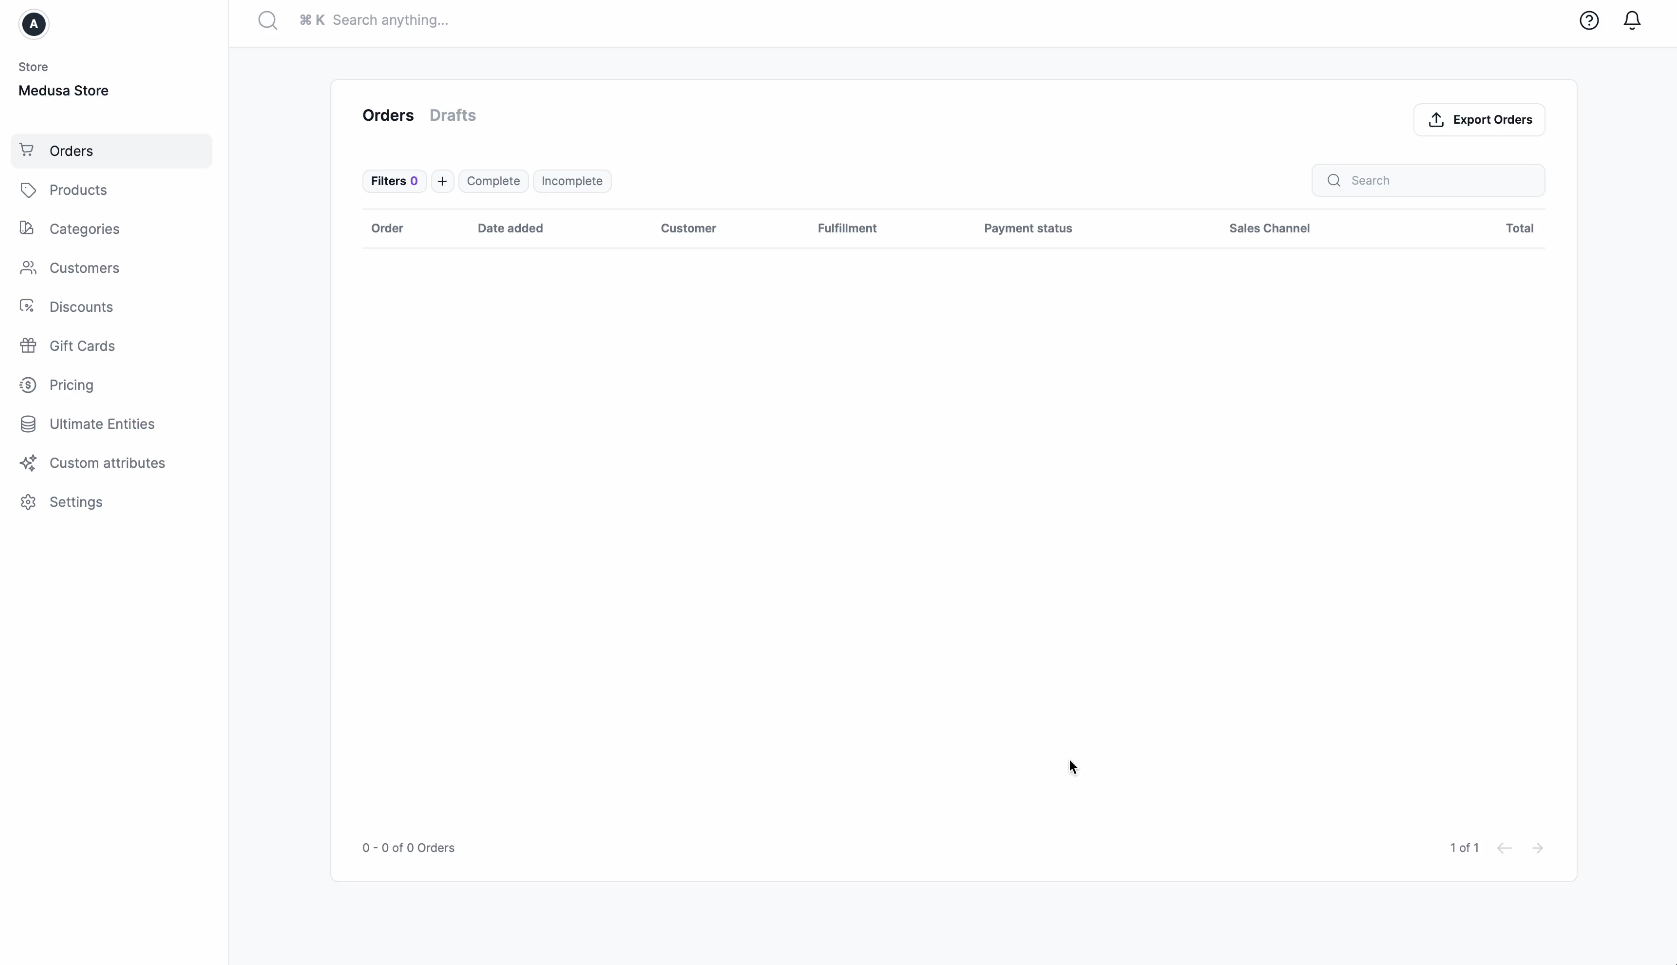 A
⌘ K Search anything...
Store
Medusa Store
Orders
Products
Categories
Customers
Discounts
Gift Cards
Pricing
Ultimate Entities
Custom attributes
Settings
Orders Drafts
Export Orders
Filters 0 + Complete Incomplete
Search
Order Date added Customer Fulfillment Payment status Sales Channel Total
0 - 0 of 0 Orders
1 of 1